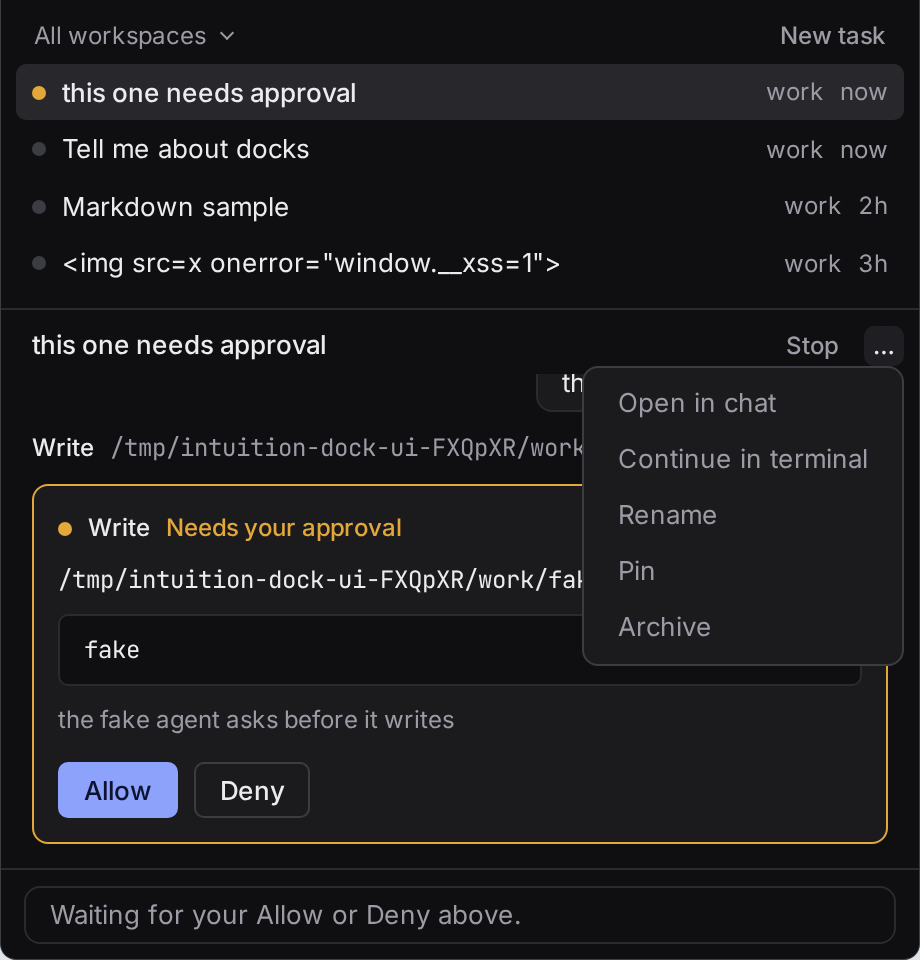 All workspaces New task
this one needs approval work now
Tell me about docks work now
Markdown sample work 2h
<img src=x onerror="window.__xss=1"> work 3h
this one needs approval Stop ...
th
Open in chat
Write /tmp/intuition-dock-ui-FXQpXR/work
Continue in terminal
Rename
Write Needs your approval
Pin
/tmp/intuition-dock-ui-FXQpXR/work/fak
Archive
fake
the fake agent asks before it writes
Allow Deny
Waiting for your Allow or Deny above.